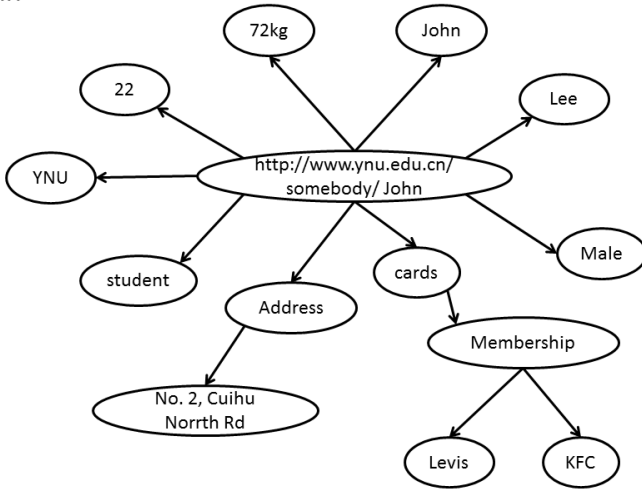 72kg
John
22
Lee
http://www.ynu.edu.cn/
somebody/ John
YNU
Male
student
cards
Address
Membership
No. 2, Cuihu
Norrth Rd
Levis
KFC